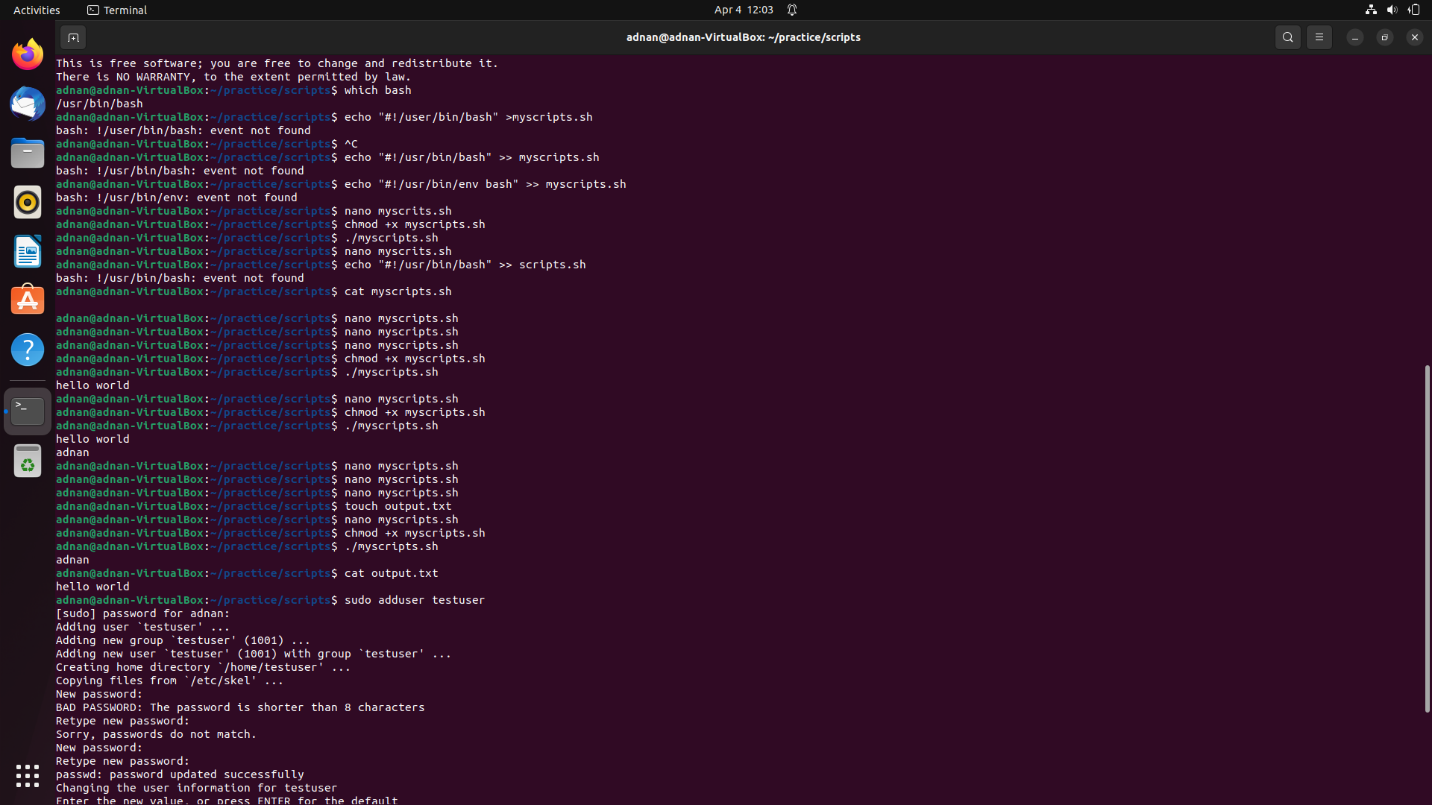 Activities
Terminal
Apr 4 12:03
adnan@adnan-VirtualBox: ~/practice/scripts
This is free software; you are free to change and redistribute it.
There is NO WARRANTY, to the extent permitted by law.
adnan@adnan-VirtualBox:~/practice/scripts$ which bash
/usr/bin/bash
adnan@adnan-VirtualBox:~/practice/scripts$ echo "#!/user/bin/bash" >myscripts.sh
bash: !/user/bin/bash: event not found
adnan@adnan-VirtualBox:~/practice/scripts$ ^C
adnan@adnan-VirtualBox:~/practice/scripts$ echo "#!/usr/bin/bash" >> myscripts.sh
bash: !/usr/bin/bash: event not found
adnan@adnan-VirtualBox:~/practice/scripts$ echo "#!/usr/bin/env bash" >> myscripts.sh
bash: !/usr/bin/env: event not found
adnan@adnan-VirtualBox:~/practice/scripts$ nano myscrits.sh
adnan@adnan-VirtualBox:~/practice/scripts$ chmod +x myscripts.sh
adnan@adnan-VirtualBox:~/practice/scripts$ ./myscripts.sh
adnan@adnan-VirtualBox:~/practice/scripts$ nano myscrits.sh
adnan@adnan-VirtualBox:~/practice/scripts$ echo "#!/usr/bin/bash" >> scripts.sh
bash: !/usr/bin/bash: event not found
adnan@adnan-VirtualBox:~/practice/scripts$ cat myscripts.sh
adnan@adnan-VirtualBox:~/practice/scripts$ nano myscripts.sh
adnan@adnan-VirtualBox:~/practice/scripts$ nano myscripts.sh
adnan@adnan-VirtualBox:~/practice/scripts$ nano myscripts.sh
adnan@adnan-VirtualBox:~/practice/scripts$ chmod +x myscripts.sh
adnan@adnan-VirtualBox:~/practice/scripts$ ./myscripts.sh
hello world
adnan@adnan-VirtualBox:~/practice/scripts$ nano myscripts.sh
adnan@adnan-VirtualBox:~/practice/scripts$ chmod +x myscripts.sh
adnan@adnan-VirtualBox:~/practice/scripts$ ./myscripts.sh
hello world
adnan
adnan@adnan-VirtualBox:~/practice/scripts$ nano myscripts.sh
adnan@adnan-VirtualBox:~/practice/scripts$ nano myscripts.sh
adnan@adnan-VirtualBox:~/practice/scripts$ nano myscripts.sh
adnan@adnan-VirtualBox:~/practice/scripts$ touch output.txt
adnan@adnan-VirtualBox:~/practice/scripts$ nano myscripts.sh
adnan@adnan-VirtualBox:~/practice/scripts$ chmod +x myscripts.sh
adnan@adnan-VirtualBox:~/practice/scripts$ ./myscripts.sh
adnan
adnan@adnan-VirtualBox:~/practice/scripts$ cat output.txt
hello world
adnan@adnan-VirtualBox:~/practice/scripts$ sudo adduser testuser
[sudo] password for adnan:
Adding user `testuser' ...
Adding new group `testuser' (1001) ...
Adding new user `testuser' (1001) with group `testuser' ...
Creating home directory `/home/testuser' ...
Copying files from `/etc/skel' ...
New password:
BAD PASSWORD: The password is shorter than 8 characters
Retype new password:
Sorry, passwords do not match.
New password:
Retype new password:
passwd: password updated successfully
Changing the user information for testuser
Enter the new value, or press ENTER for the default